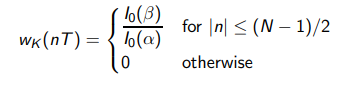 w_K(nT) = { I_0(β)/I_0(α) for |n| ≤ (N − 1)/2
0 otherwise